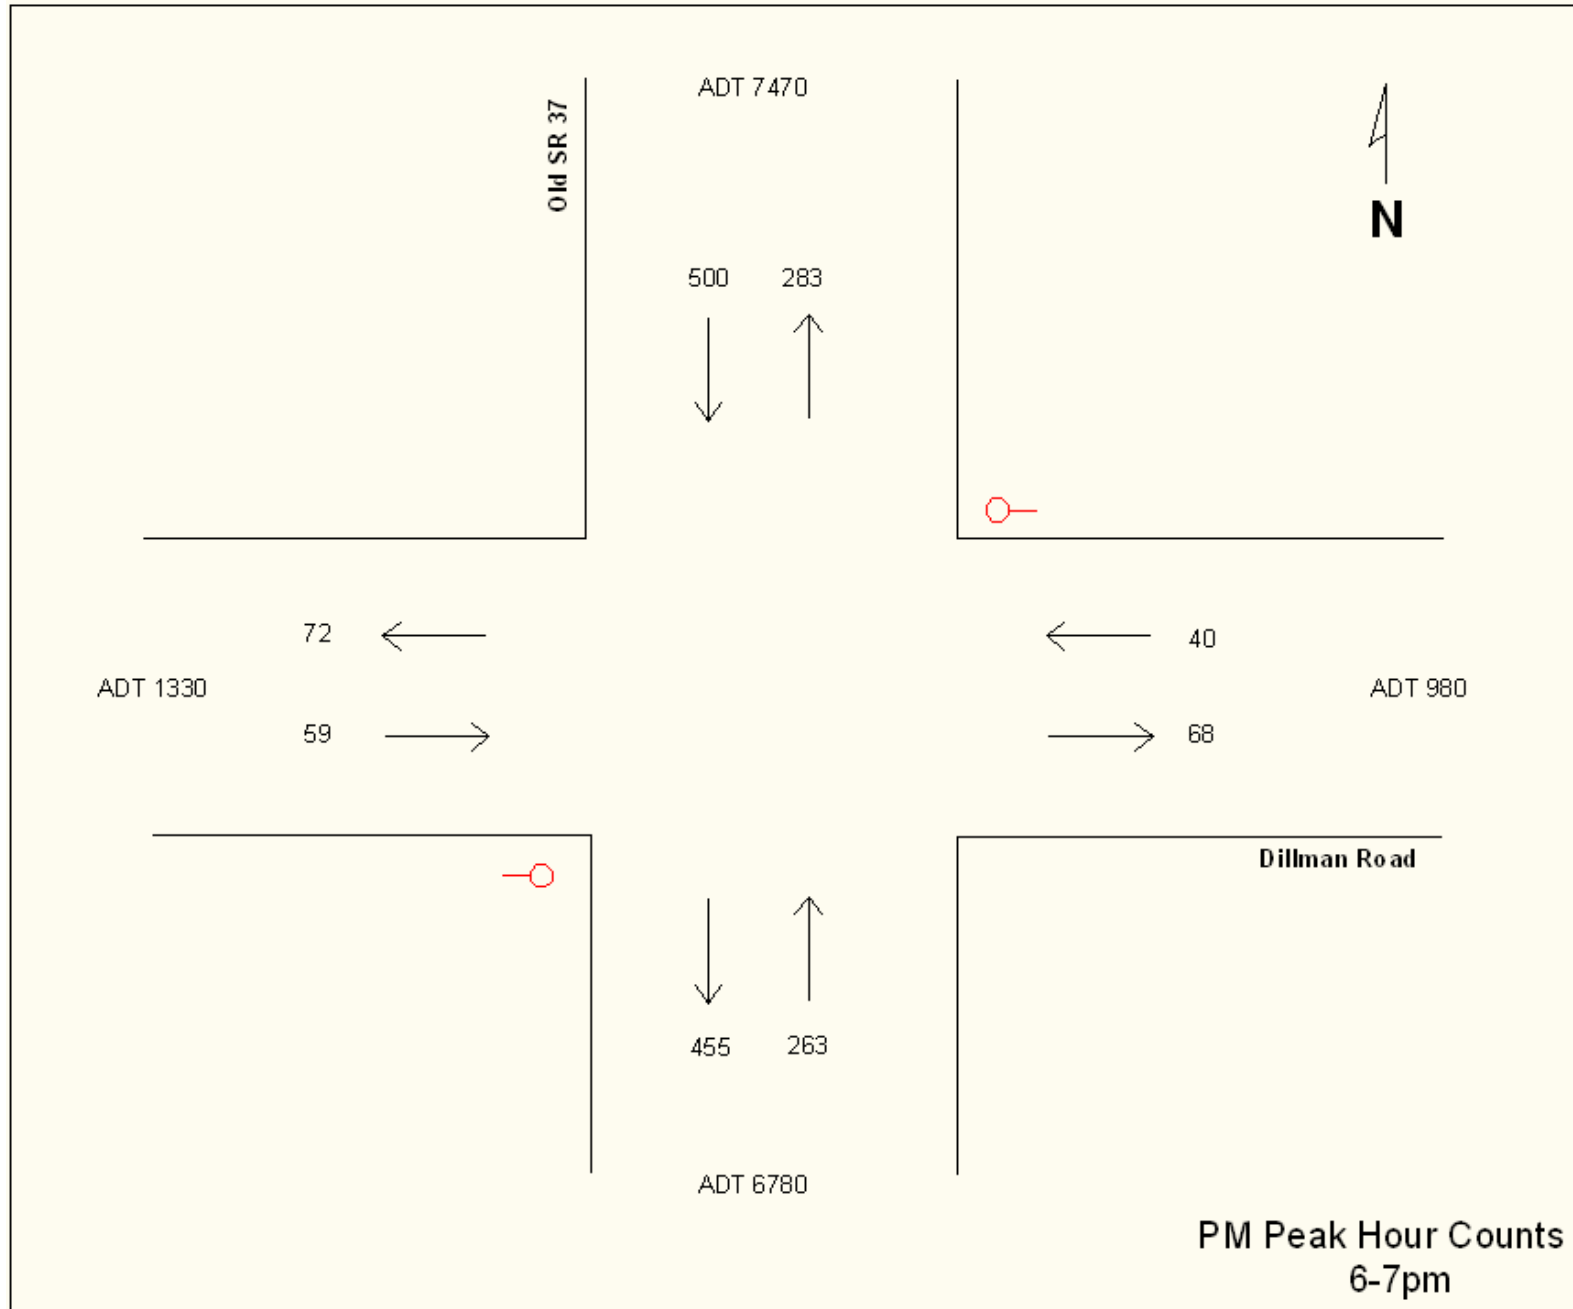 ADT 7470
Old SR 37
N
500 283
72
40
ADT 1330
ADT 980
59
68
Dillman Road
455 263
ADT 6780
PM Peak Hour Counts
6-7pm